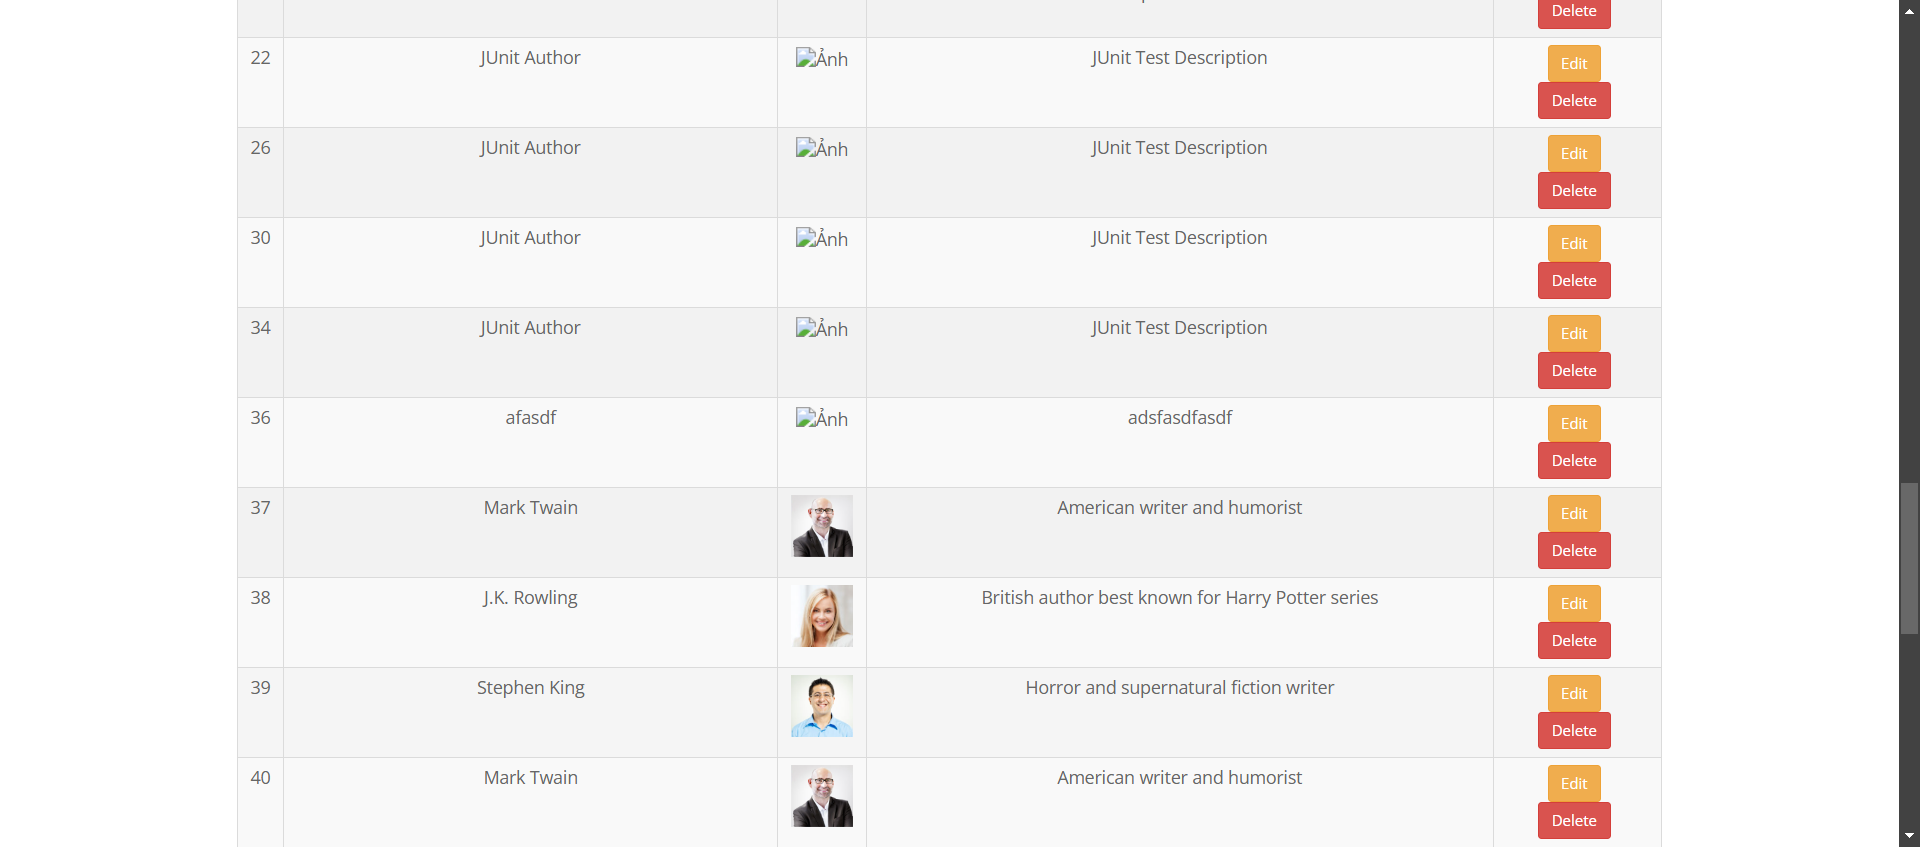 Delete
22 JUnit Author Ảnh JUnit Test Description Edit
Delete
26 JUnit Author Ảnh JUnit Test Description Edit
Delete
30 JUnit Author Ảnh JUnit Test Description Edit
Delete
34 JUnit Author Ảnh JUnit Test Description Edit
Delete
36 afasdf Ảnh adsfasdfasdf Edit
Delete
37 Mark Twain American writer and humorist Edit
Delete
38 J.K. Rowling British author best known for Harry Potter series Edit
Delete
39 Stephen King Horror and supernatural fiction writer Edit
Delete
40 Mark Twain American writer and humorist Edit
Delete